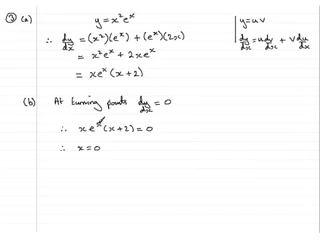 ③ (a) y = x²eˣ
∴ dy/dx = (x²)(eˣ) + (eˣ)(2x)
= x²eˣ + 2xeˣ
= xeˣ(x+2)
y = uv
dy/dx = u dv/dx + v du/dx
(b) At turning points dy/dx = 0
∴ xeˣ(x+2) = 0
∴ x = 0